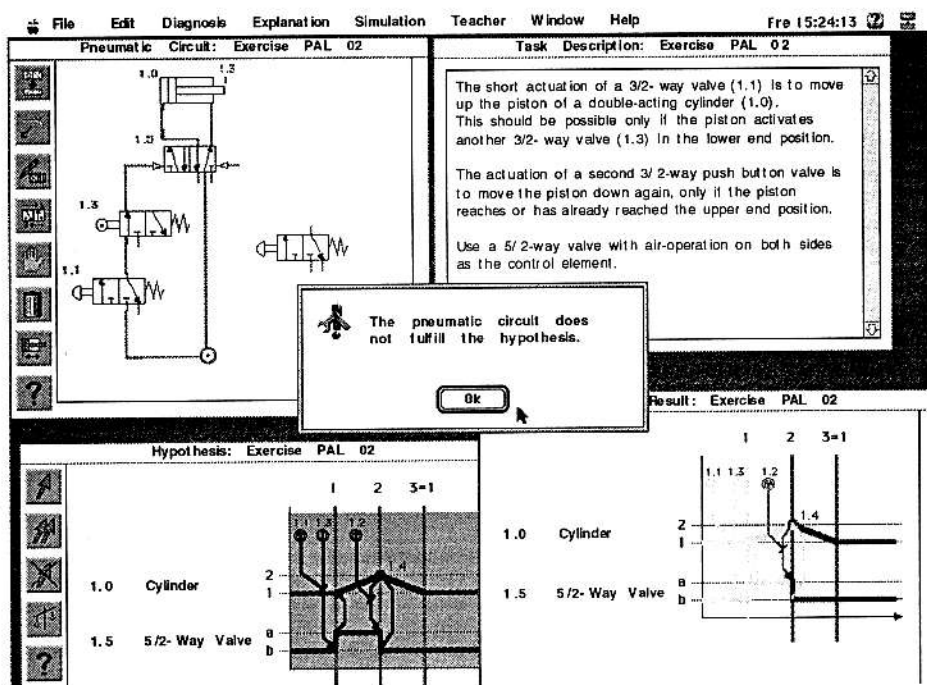 File Edit Diagnosis Explanation Simulation Teacher Window Help Fre 15:24:13
Pneumatic Circuit: Exercise PAL 02
1.0
1.3
1.5
1.3
1.1
Task Description: Exercise PAL 02
The short actuation of a 3/2- way valve (1.1) is to move
up the piston of a double-acting cylinder (1.0).
This should be possible only if the piston activates
another 3/2- way valve (1.3) in the lower end position.
The actuation of a second 3/ 2-way push button valve is
to move the piston down again, only if the piston
reaches or has already reached the upper end position.
Use a 5/ 2-way valve with air-operation on both sides
as the control element.
The pneumatic circuit does
not fulfill the hypothesis.
Ok
Hypothesis: Exercise PAL 02
1 2 3=1
1.1 1.3 1.2
1.4
1.0 Cylinder
2
1
1.5 5/2- Way Valve
a
b
Result: Exercise PAL 02
1 2 3=1
1.1 1.3 1.2
1.4
1.0 Cylinder
2
1
1.5 5/2- Way Valve
a
b